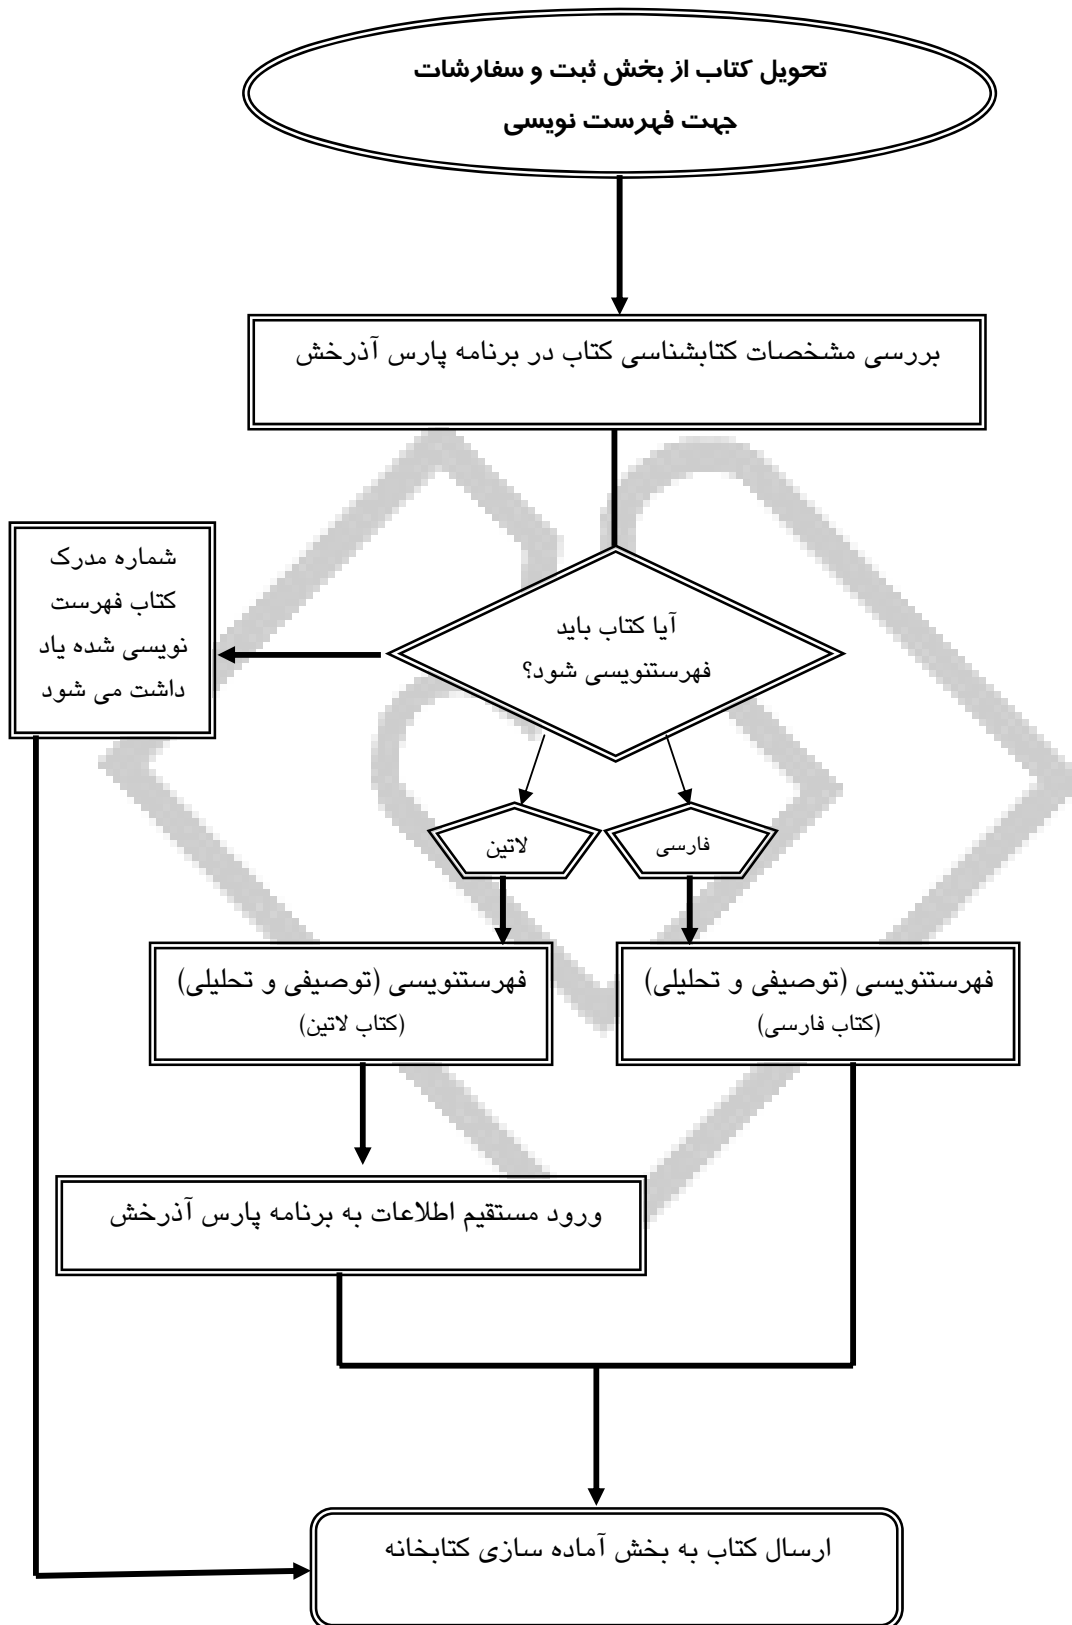 تحویل کتاب از بخش ثبت و سفارشات
جهت فهرست نویسی
بررسی مشخصات کتابشناسی کتاب در برنامه پارس آذرخش
آیا کتاب باید
فهرستنویسی شود؟
شماره مدرک
کتاب فهرست
نویسی شده یاد
داشت می شود
فارسی
لاتین
فهرستنویسی (توصیفی و تحلیلی)
(کتاب فارسی)
فهرستنویسی (توصیفی و تحلیلی)
(کتاب لاتین)
ورود مستقیم اطلاعات به برنامه پارس آذرخش
ارسال کتاب به بخش آماده سازی کتابخانه